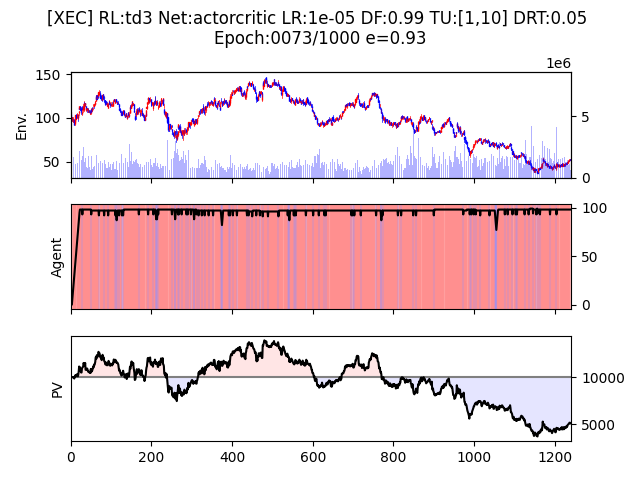 [XEC] RL:td3 Net:actorcritic LR:1e-05 DF:0.99 TU:[1,10] DRT:0.05
Epoch:0073/1000 e=0.93
1e6
150
100
50
Env.
5
0
Agent
100
50
0
PV
10000
5000
0 200 400 600 800 1000 1200